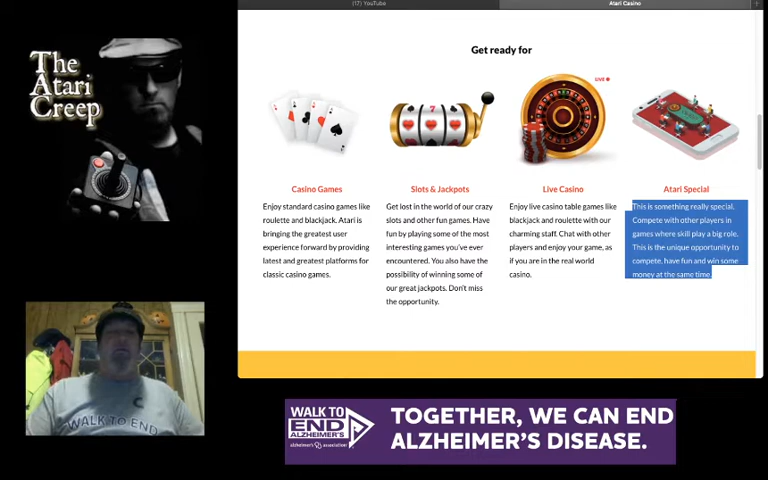 (17) YouTube
Atari Casino
The
Atari
Creep
Get ready for
LIVE
Casino Games
Enjoy standard casino games like
roulette and blackjack. Atari is
bringing the greatest user
experience forward by providing
latest and greatest platforms for
classic casino games.
Slots & Jackpots
Get lost in the world of our crazy
slots and other fun games. Have
fun by playing some of the most
interesting games you've ever
encountered. You also have the
possibility of winning some of
our great jackpots. Don't miss
the opportunity.
Live Casino
Enjoy live casino table games like
blackjack and roulette with our
charming staff. Chat with other
players and enjoy your game, as
if you are in the real world
casino.
Atari Special
This is something really special.
Compete with other players in
games where skill play a big role.
This is the unique opportunity to
compete, have fun and win some
money at the same time.
WALK TO END
WALK TO
END
ALZHEIMER'S
alzheimer's association
TOGETHER, WE CAN END
ALZHEIMER'S DISEASE.